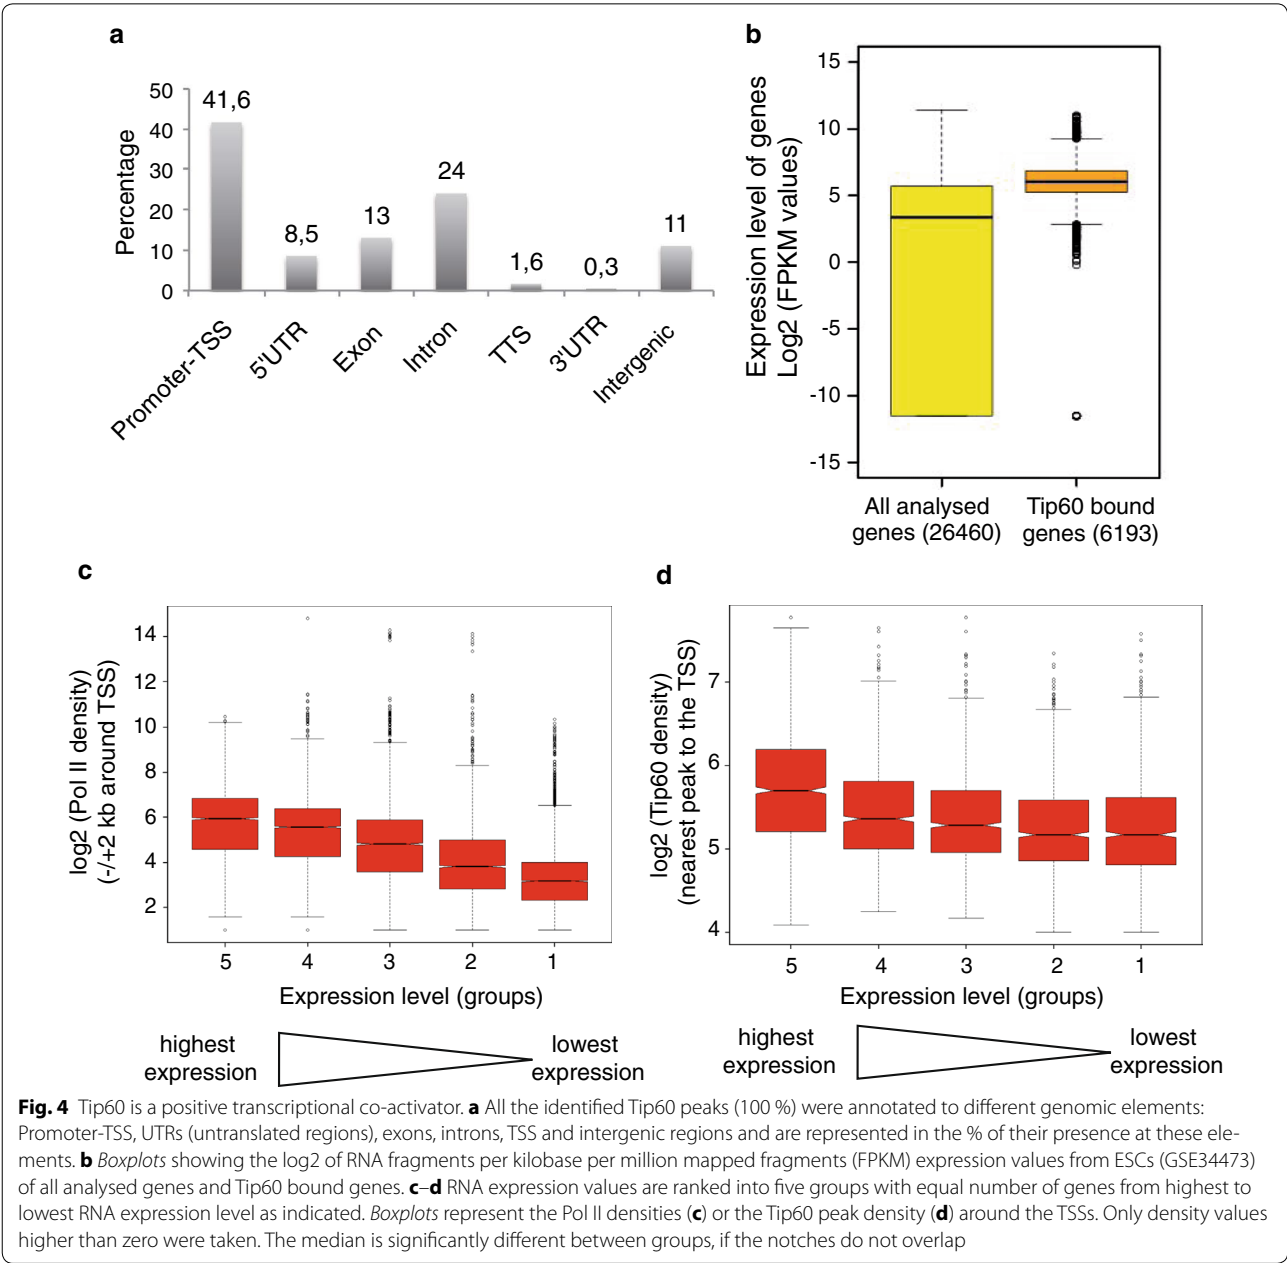 a
50
40
30
20
10
0
Percentage
41,6
8,5
13
24
1,6
0,3
11
Promoter-TSS
5'UTR
Exon
Intron
TTS
3'UTR
Intergenic
b
Expression level of genes
Log2 (FPKM values)
15
10
5
0
-5
-10
-15
All analysed
genes (26460)
Tip60 bound
genes (6193)
c
log2 (Pol II density)
(-/+2 kb around TSS)
14
12
10
8
6
4
2
5 4 3 2 1
Expression level (groups)
highest
expression
lowest
expression
d
log2 (Tip60 density)
(nearest peak to the TSS)
7
6
5
4
5 4 3 2 1
Expression level (groups)
highest
expression
lowest
expression
Fig. 4 Tip60 is a positive transcriptional co-activator. a All the identified Tip60 peaks (100 %) were annotated to different genomic elements:
Promoter-TSS, UTRs (untranslated regions), exons, introns, TSS and intergenic regions and are represented in the % of their presence at these ele-
ments. b Boxplots showing the log2 of RNA fragments per kilobase per million mapped fragments (FPKM) expression values from ESCs (GSE34473)
of all analysed genes and Tip60 bound genes. c–d RNA expression values are ranked into five groups with equal number of genes from highest to
lowest RNA expression level as indicated. Boxplots represent the Pol II densities (c) or the Tip60 peak density (d) around the TSSs. Only density values
higher than zero were taken. The median is significantly different between groups, if the notches do not overlap